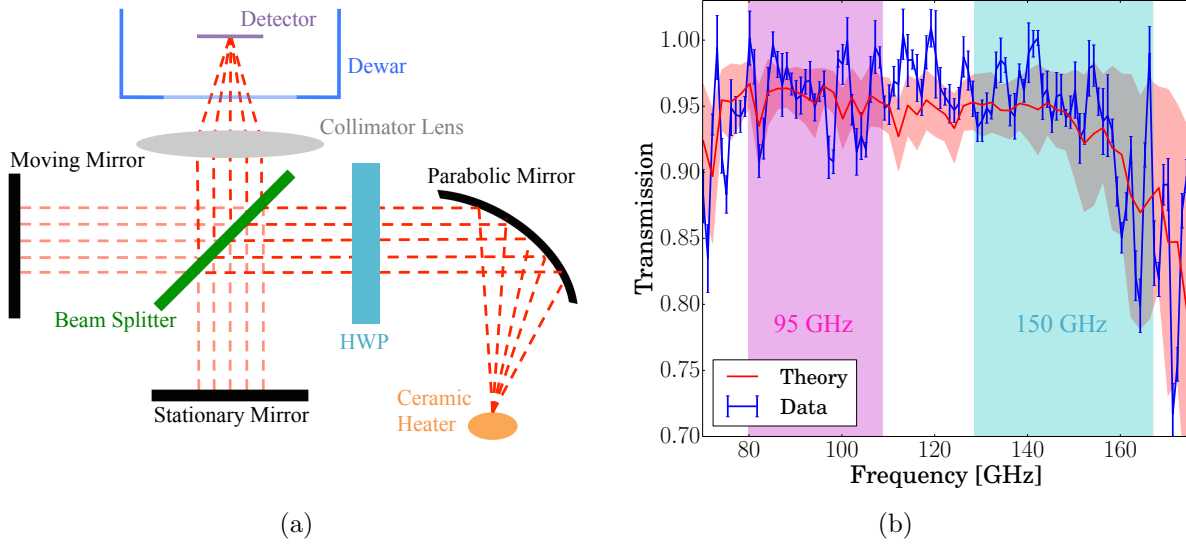 Detector
Dewar
Collimator Lens
Moving Mirror
Parabolic Mirror
Beam Splitter
HWP
Stationary Mirror
Ceramic
Heater
(a)
Transmission
1.00
0.95
0.90
0.85
0.80
0.75
0.70
95 GHz
150 GHz
Theory
Data
80
100
120
140
160
Frequency [GHz]
(b)